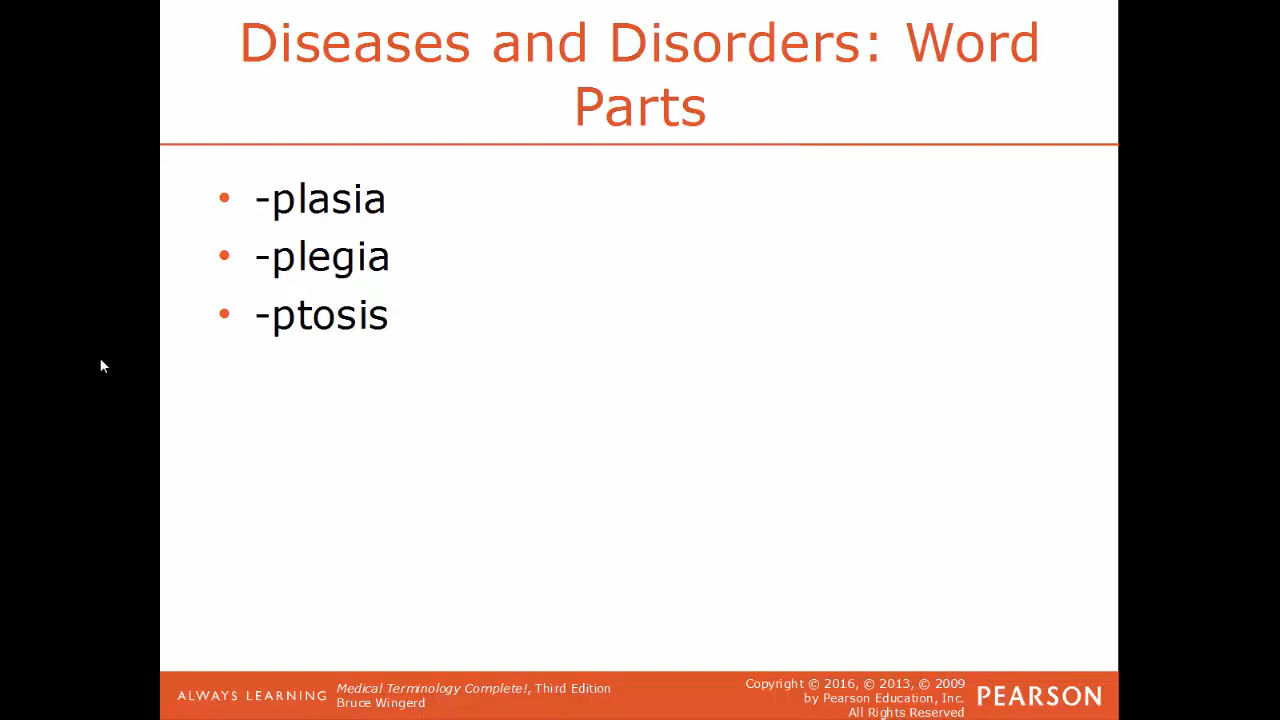 Diseases and Disorders: Word
Parts
• -plasia
• -plegia
• -ptosis
ALWAYS LEARNING
Medical Terminology Complete!, Third Edition
Bruce Wingerd
Copyright © 2016, © 2013, © 2009
by Pearson Education, Inc.
All Rights Reserved
PEARSON